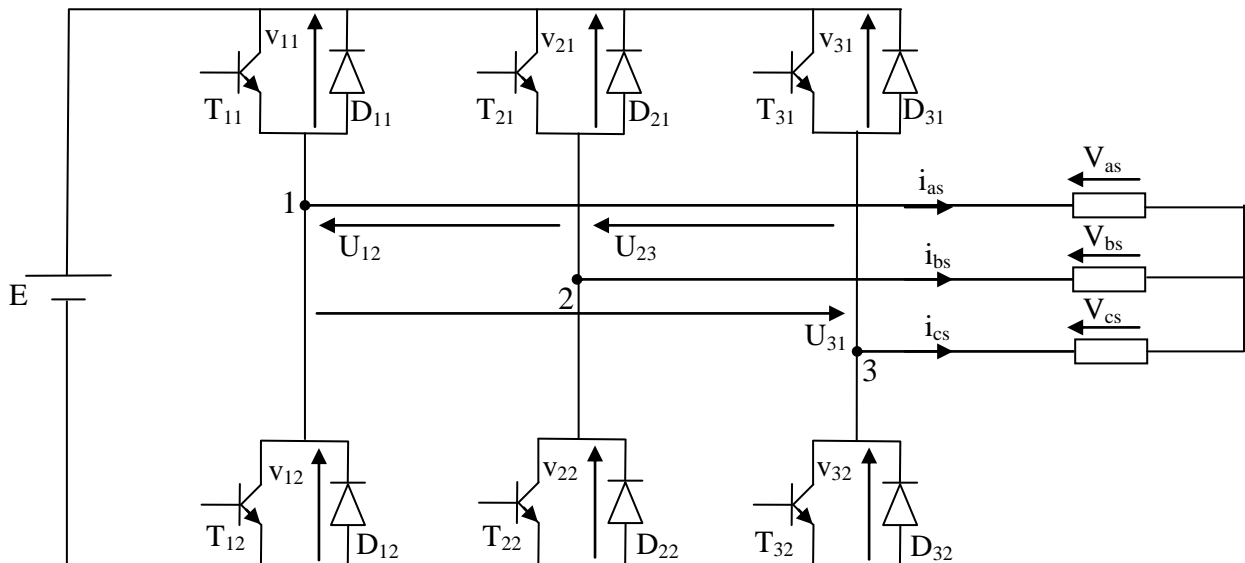 v11 v21 v31
T11 D11 T21 D21 T31 D31
Vas
ias
1
U12 U23
Vbs
ibs
E
2
Vcs
ics
U31
3
v12 v22 v32
T12 D12 T22 D22 T32 D32